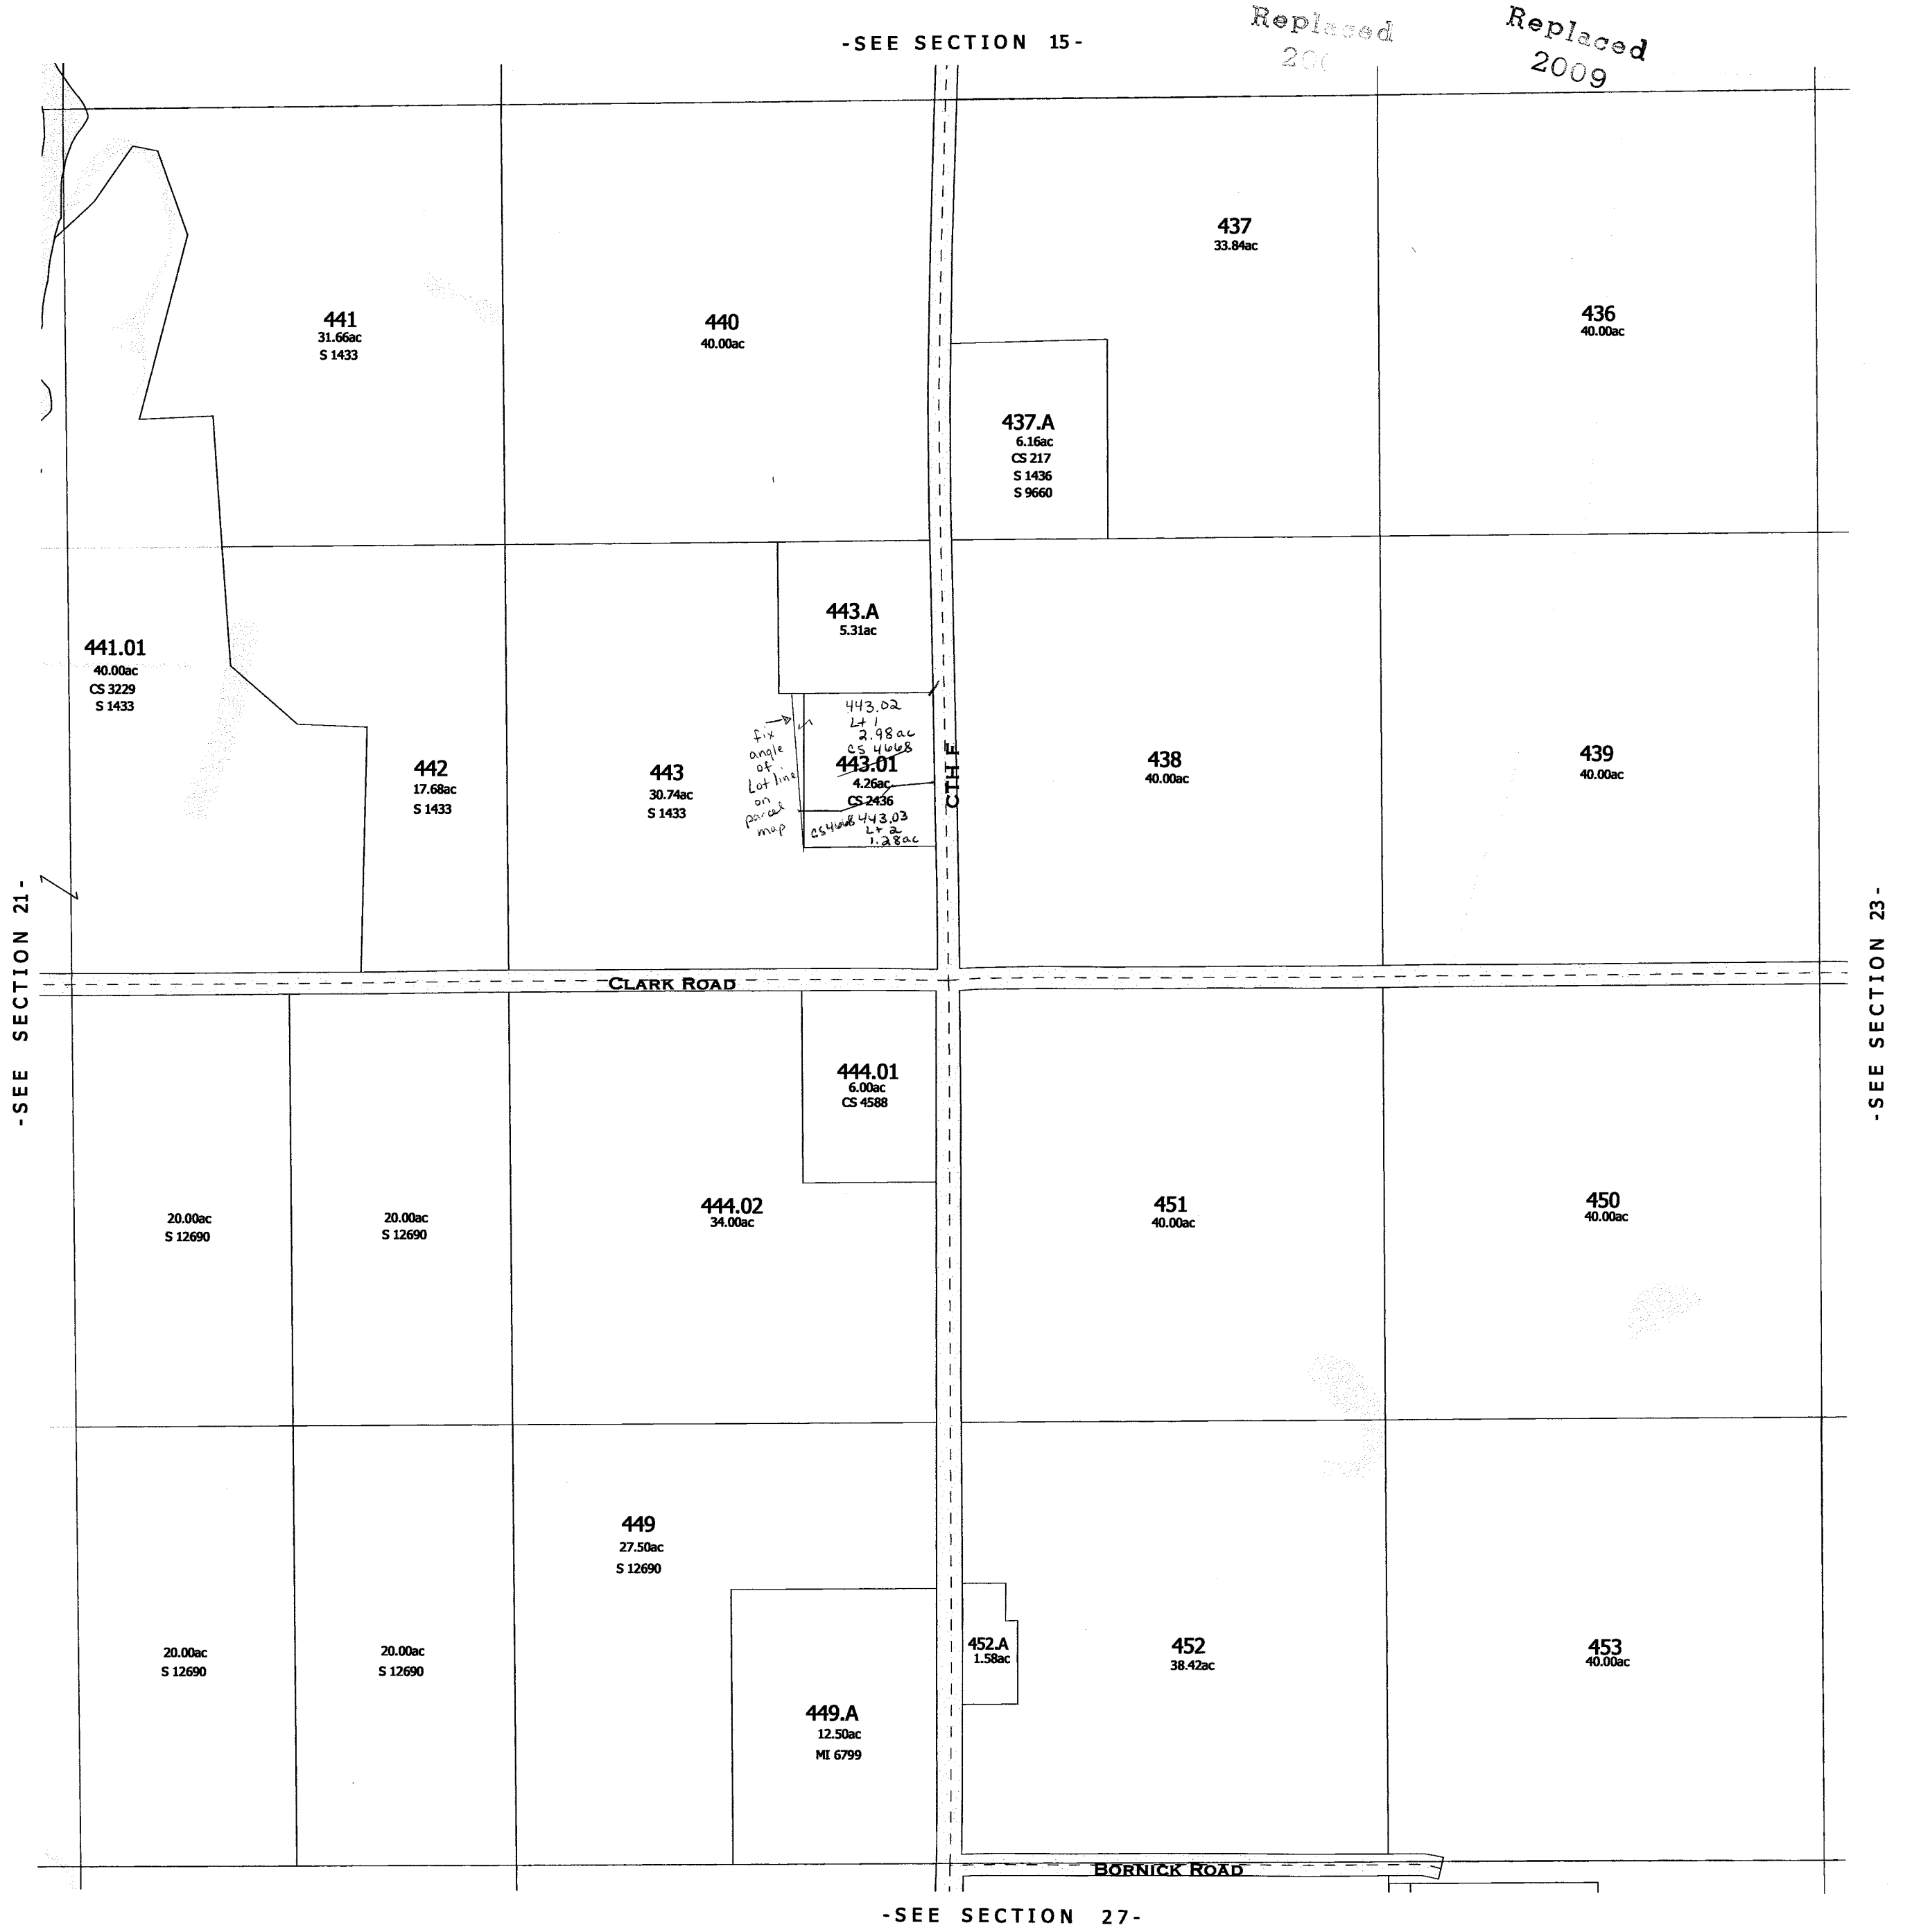 -SEE SECTION 15-
Replaced
Replaced
2009
437
33.84ac
441
31.66ac
S 1433
440
40.00ac
436
40.00ac
437.A
6.16ac
CS 217
S 1436
S 9660
443.A
5.31ac
441.01
40.00ac
CS 3229
S 1433
442
17.68ac
S 1433
443
30.74ac
S 1433
fix
angle
of
Lot line
on
parcel
map
443.02
Lt 1
2.98ac
CS 4668
443.01
4.26ac
CS 2436
CS4668 443.03
Lt 2
1.28ac
CTH F
438
40.00ac
439
40.00ac
-SEE SECTION 21-
-SEE SECTION 23-
CLARK ROAD
444.01
6.00ac
CS 4588
20.00ac
S 12690
20.00ac
S 12690
444.02
34.00ac
451
40.00ac
450
40.00ac
449
27.50ac
S 12690
20.00ac
S 12690
20.00ac
S 12690
452.A
1.58ac
452
38.42ac
453
40.00ac
449.A
12.50ac
MI 6799
BORNICK ROAD
-SEE SECTION 27-